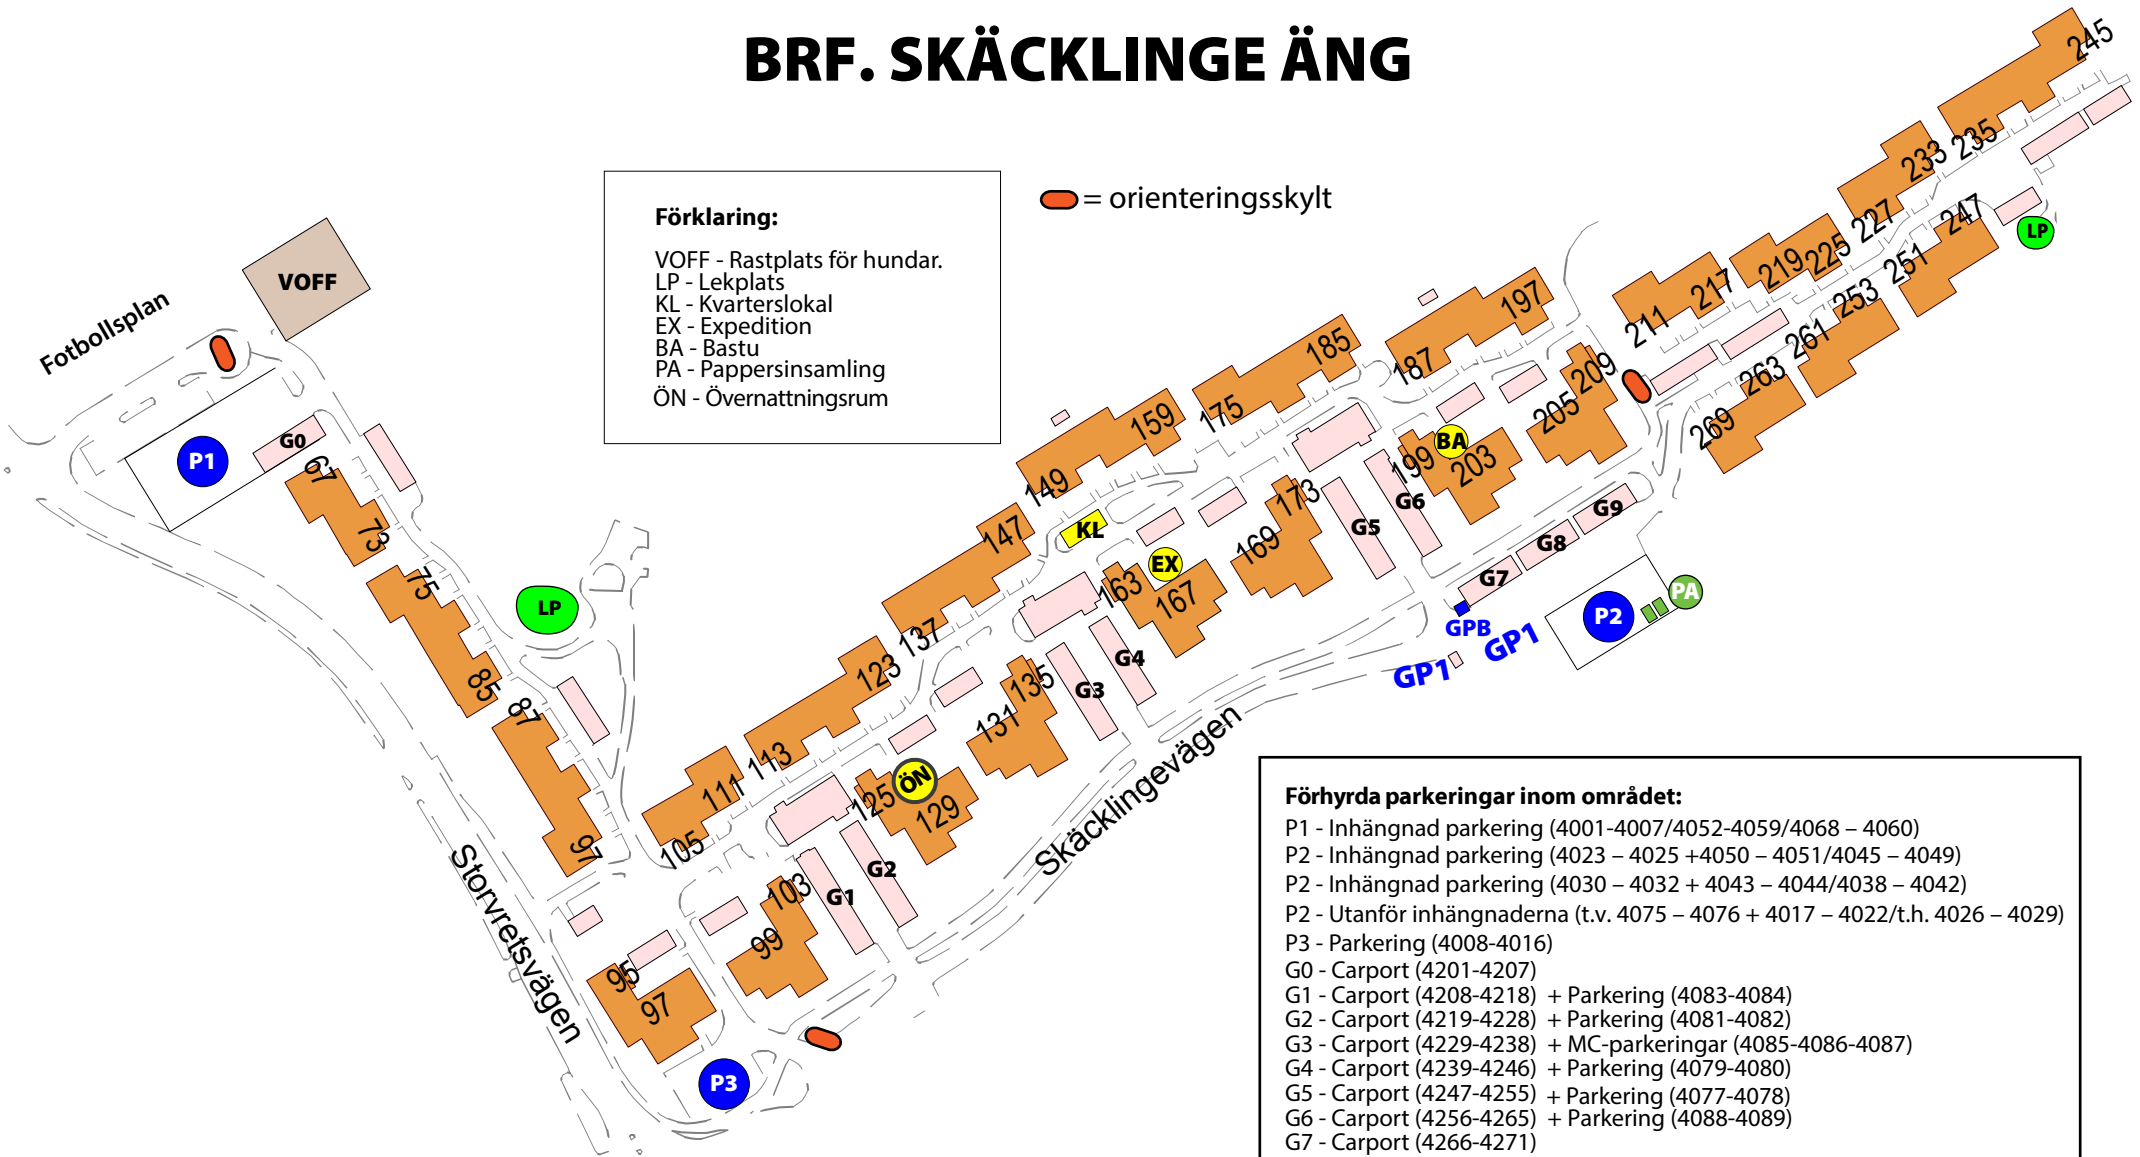 BRF. SKÄCKLINGE ÄNG
Förklaring:
VOFF - Rastplats för hundar.
LP - Lekplats
KL - Kvarterslokal
EX - Expedition
BA - Bastu
PA - Pappersinsamling
ÖN - Övernattningsrum
= orienteringsskylt
VOFF
Fotbollsplan
P1
G0
67
73
75
85
87
97
LP
Storvretsvägen
95
97
99
103
P3
105
111
113
123
125
ÖN
129
G1
G2
131
135
137
147
G3
G4
149
159
KL
EX
163
167
169
173
175
185
G5
G6
187
197
BA
199
203
205
209
211
217
219
225
227
233
235
245
247
251
253
261
263
269
LP
G7
G8
G9
GPB
GP1
GP1
P2
PA
Skäcklingevägen
Förhyrda parkeringar inom området:
P1 - Inhängnad parkering (4001-4007/4052-4059/4068 – 4060)
P2 - Inhängnad parkering (4023 – 4025 +4050 – 4051/4045 – 4049)
P2 - Inhängnad parkering (4030 – 4032 + 4043 – 4044/4038 – 4042)
P2 - Utanför inhängnaderna (t.v. 4075 – 4076 + 4017 – 4022/t.h. 4026 – 4029)
P3 - Parkering (4008-4016)
G0 - Carport (4201-4207)
G1 - Carport (4208-4218) + Parkering (4083-4084)
G2 - Carport (4219-4228) + Parkering (4081-4082)
G3 - Carport (4229-4238) + MC-parkeringar (4085-4086-4087)
G4 - Carport (4239-4246) + Parkering (4079-4080)
G5 - Carport (4247-4255) + Parkering (4077-4078)
G6 - Carport (4256-4265) + Parkering (4088-4089)
G7 - Carport (4266-4271)